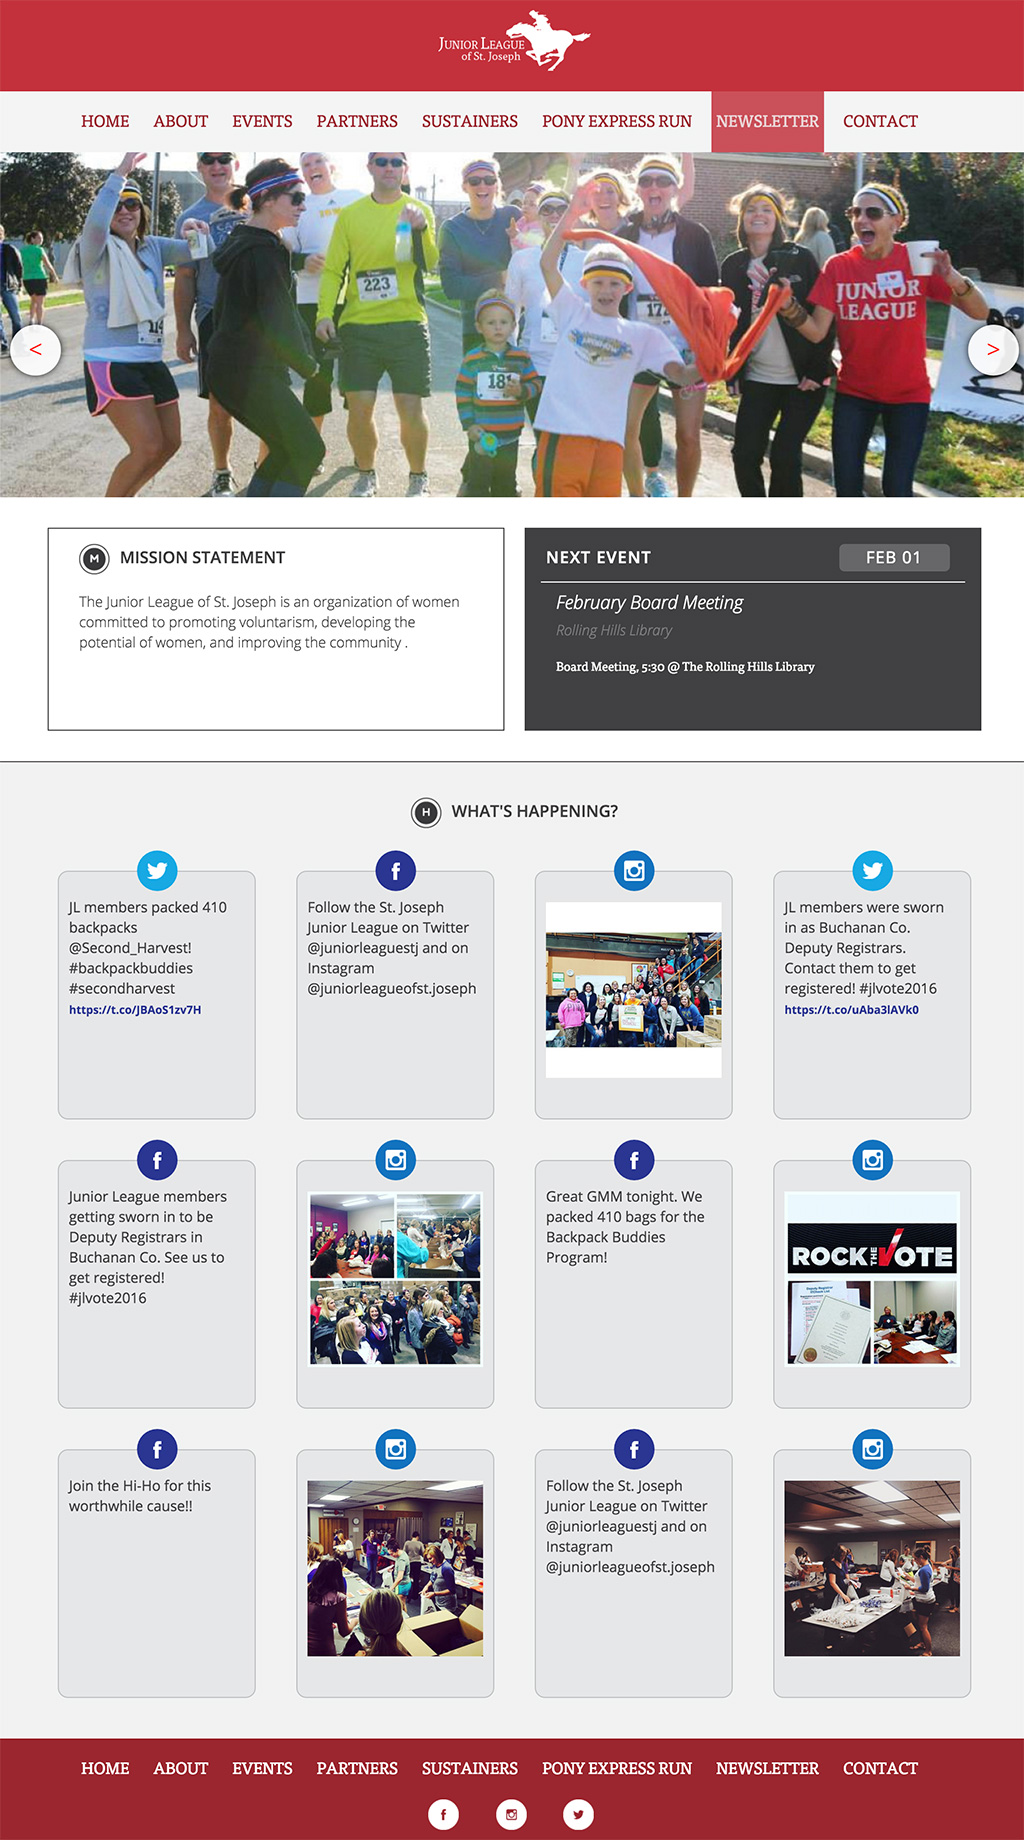 JUNIOR LEAGUE
of St. Joseph
HOME ABOUT EVENTS PARTNERS SUSTAINERS PONY EXPRESS RUN NEWSLETTER CONTACT
223
181
17
JUNIOR
LEAGUE
<
>
M MISSION STATEMENT
The Junior League of St. Joseph is an organization of women
committed to promoting voluntarism, developing the
potential of women, and improving the community .
NEXT EVENT FEB 01
February Board Meeting
Rolling Hills Library
Board Meeting, 5:30 @ The Rolling Hills Library
H WHAT'S HAPPENING?
JL members packed 410
backpacks
@Second_Harvest!
#backpackbuddies
#secondharvest
https://t.co/JBAoS1zv7H
Follow the St. Joseph
Junior League on Twitter
@juniorleaguestj and on
Instagram
@juniorleagueofst.joseph
JL members were sworn
in as Buchanan Co.
Deputy Registrars.
Contact them to get
registered! #jlvote2016
https://t.co/uAba3lAVk0
Junior League members
getting sworn in to be
Deputy Registrars in
Buchanan Co. See us to
get registered!
#jlvote2016
Great GMM tonight. We
packed 410 bags for the
Backpack Buddies
Program!
ROCK THE VOTE
Join the Hi-Ho for this
worthwhile cause!!
Follow the St. Joseph
Junior League on Twitter
@juniorleaguestj and on
Instagram
@juniorleagueofst.joseph
HOME ABOUT EVENTS PARTNERS SUSTAINERS PONY EXPRESS RUN NEWSLETTER CONTACT